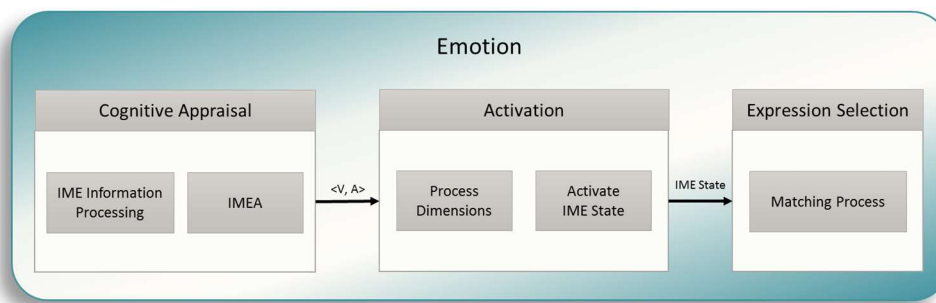 Emotion
Cognitive Appraisal
IME Information
Processing
IMEA
<V, A>
Activation
Process
Dimensions
Activate
IME State
IME State
Expression Selection
Matching Process